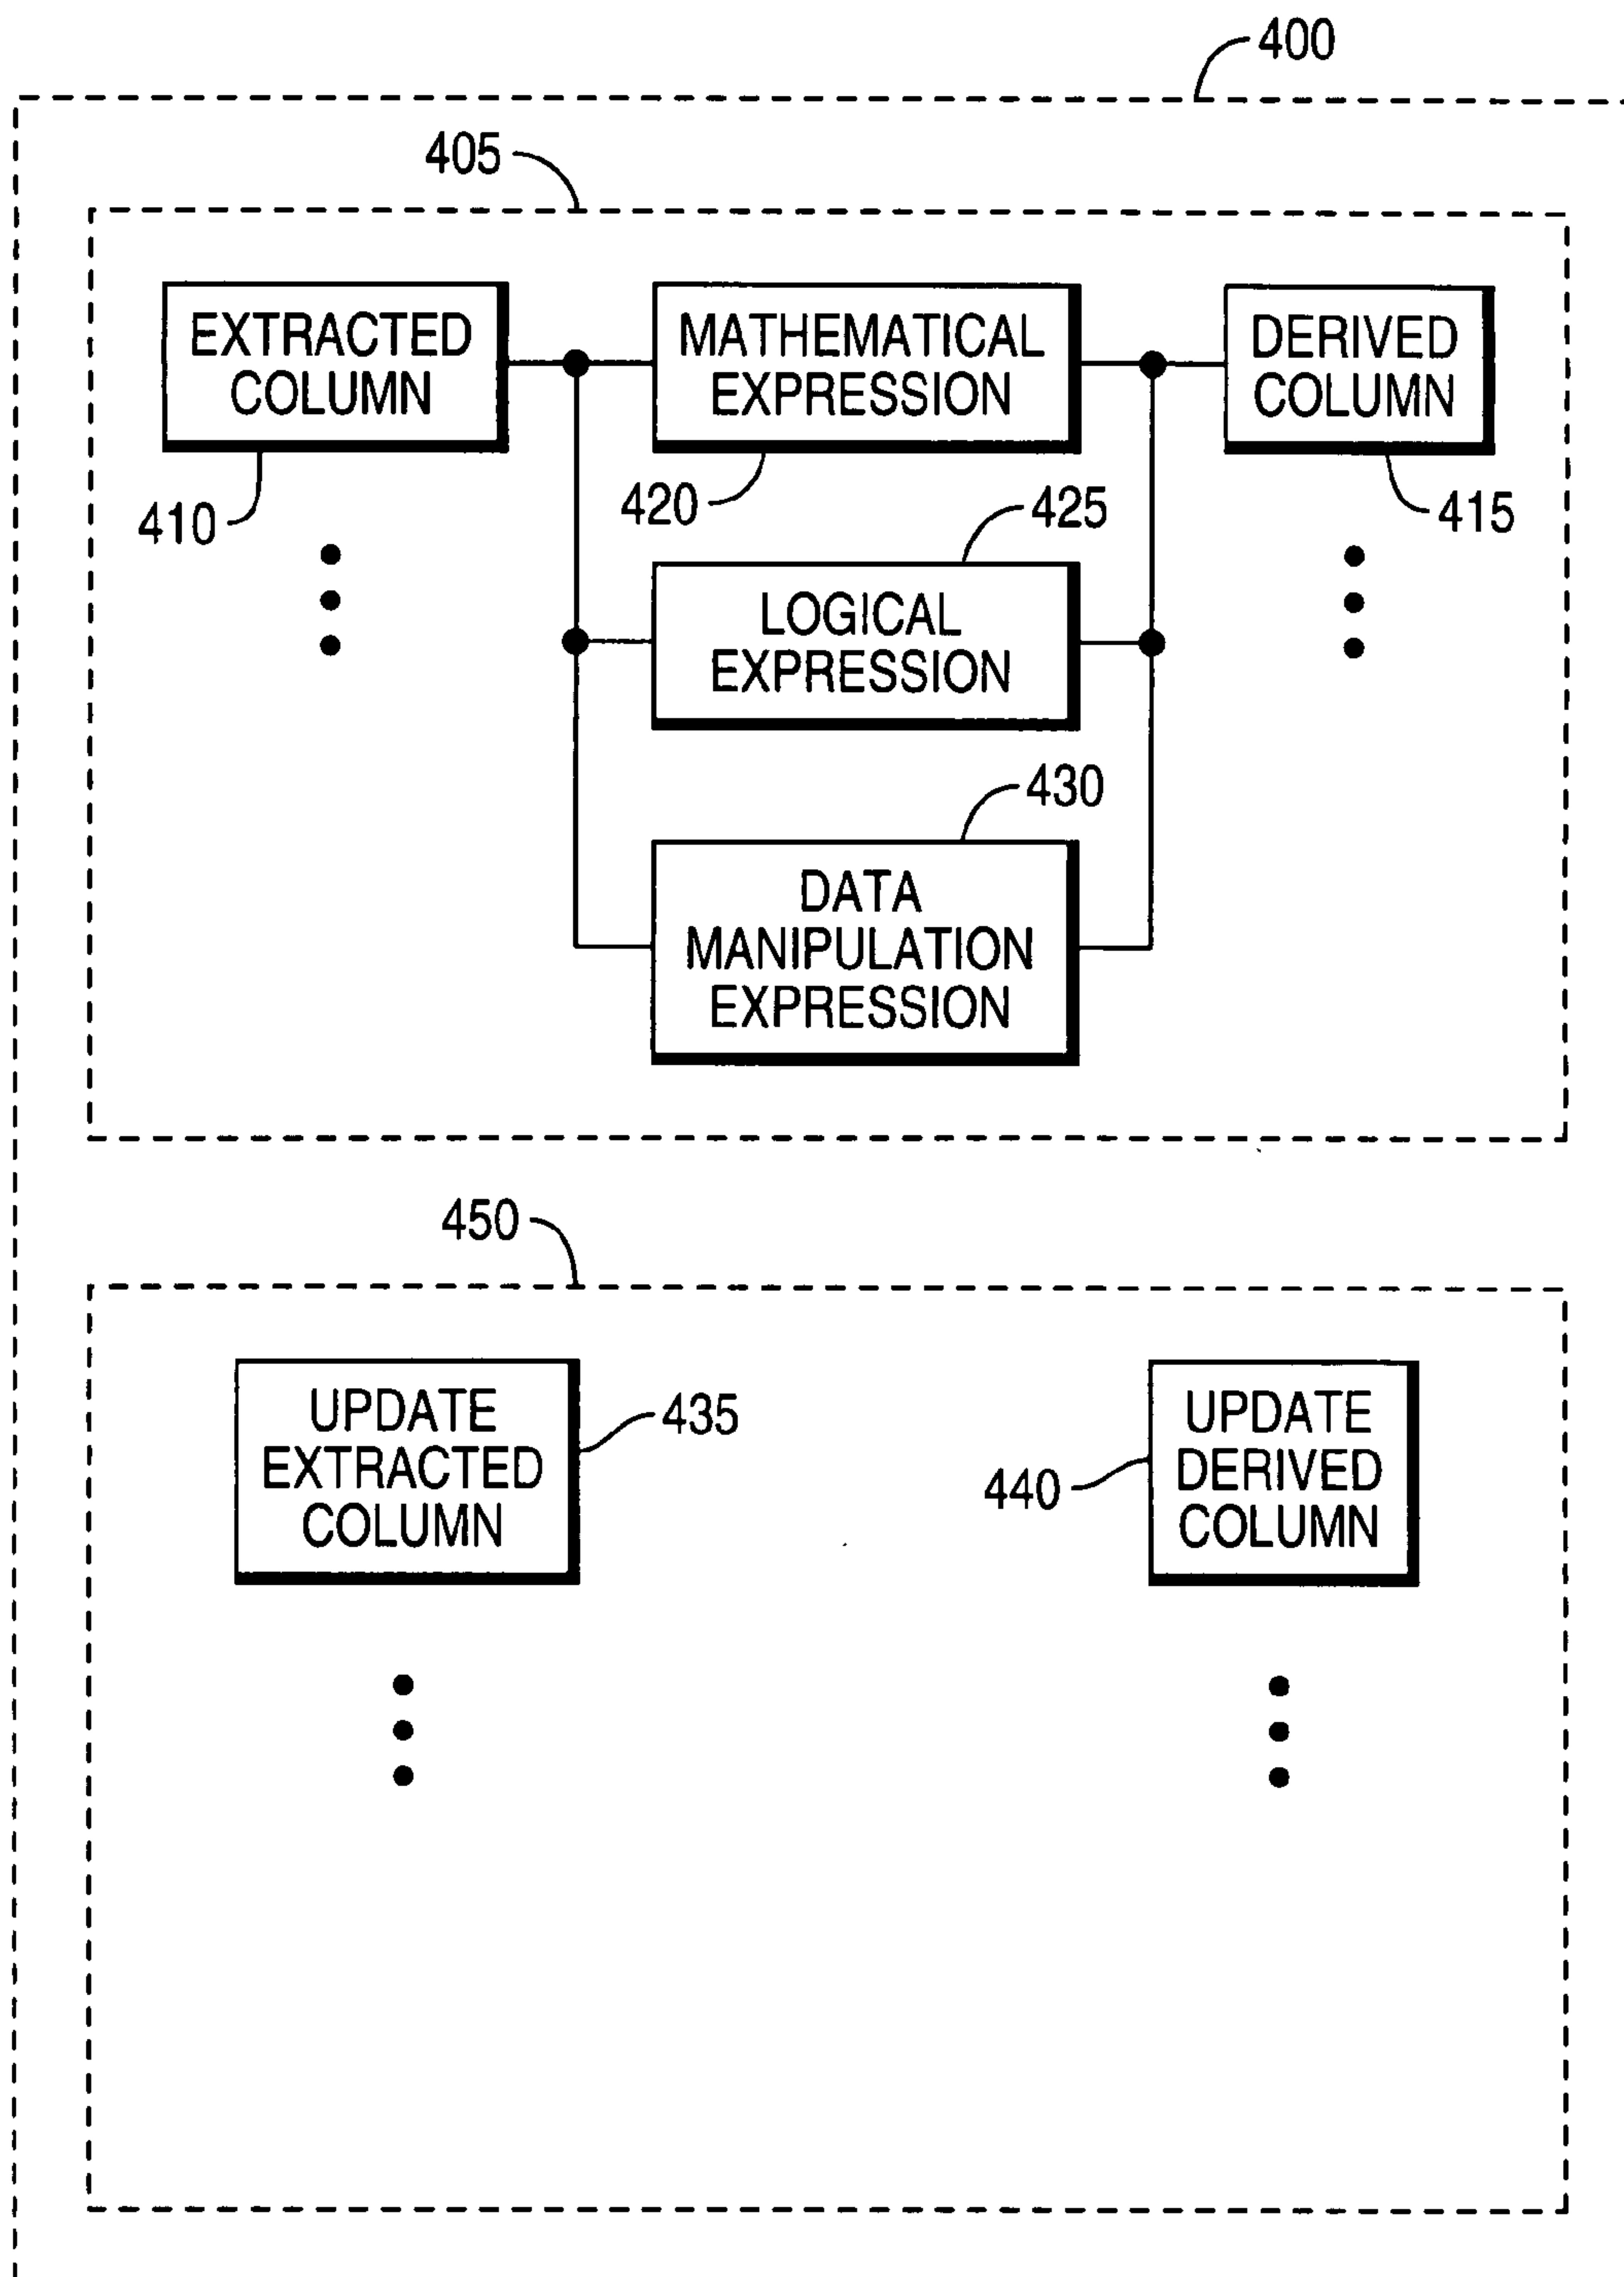 400
405
EXTRACTED
COLUMN
MATHEMATICAL
EXPRESSION
DERIVED
COLUMN
410
420
425
415
LOGICAL
EXPRESSION
430
DATA
MANIPULATION
EXPRESSION
450
UPDATE
EXTRACTED
COLUMN
435
440
UPDATE
DERIVED
COLUMN